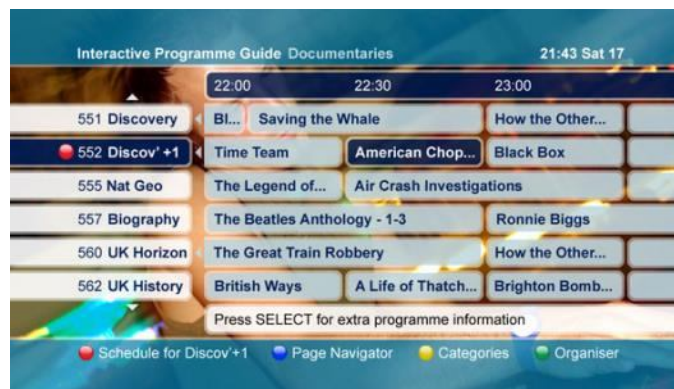 Interactive Programme Guide Documentaries 21:43 Sat 17
22:00 22:30 23:00
551 Discovery Bl... Saving the Whale How the Other...
552 Discov' +1 Time Team American Chop... Black Box
555 Nat Geo The Legend of... Air Crash Investigations
557 Biography The Beatles Anthology - 1-3 Ronnie Biggs
560 UK Horizon The Great Train Robbery How the Other...
562 UK History British Ways A Life of Thatch... Brighton Bomb...
Press SELECT for extra programme information
Schedule for Discov'+1 Page Navigator Categories Organiser